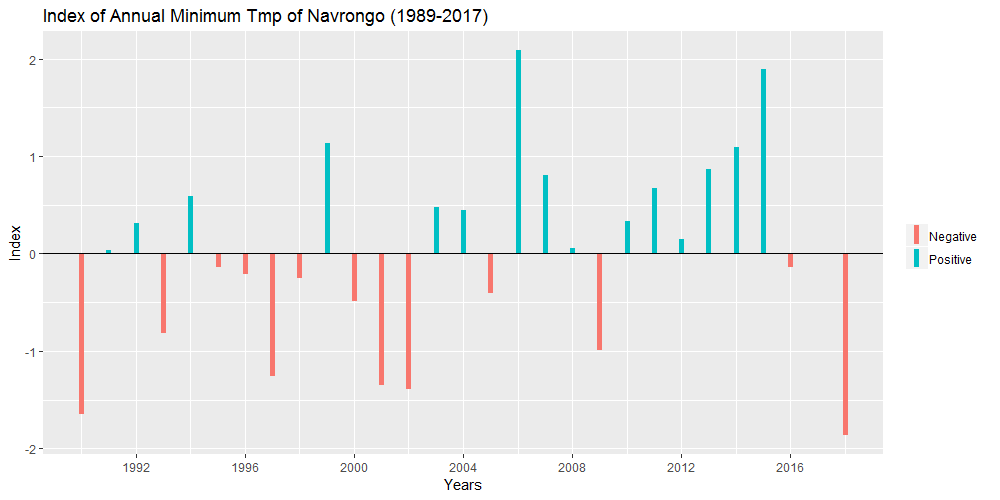 Index of Annual Minimum Tmp of Navrongo (1989-2017)
Index
2
1
0
-1
-2
1992 1996 2000 2004 2008 2012 2016
Years
Negative
Positive